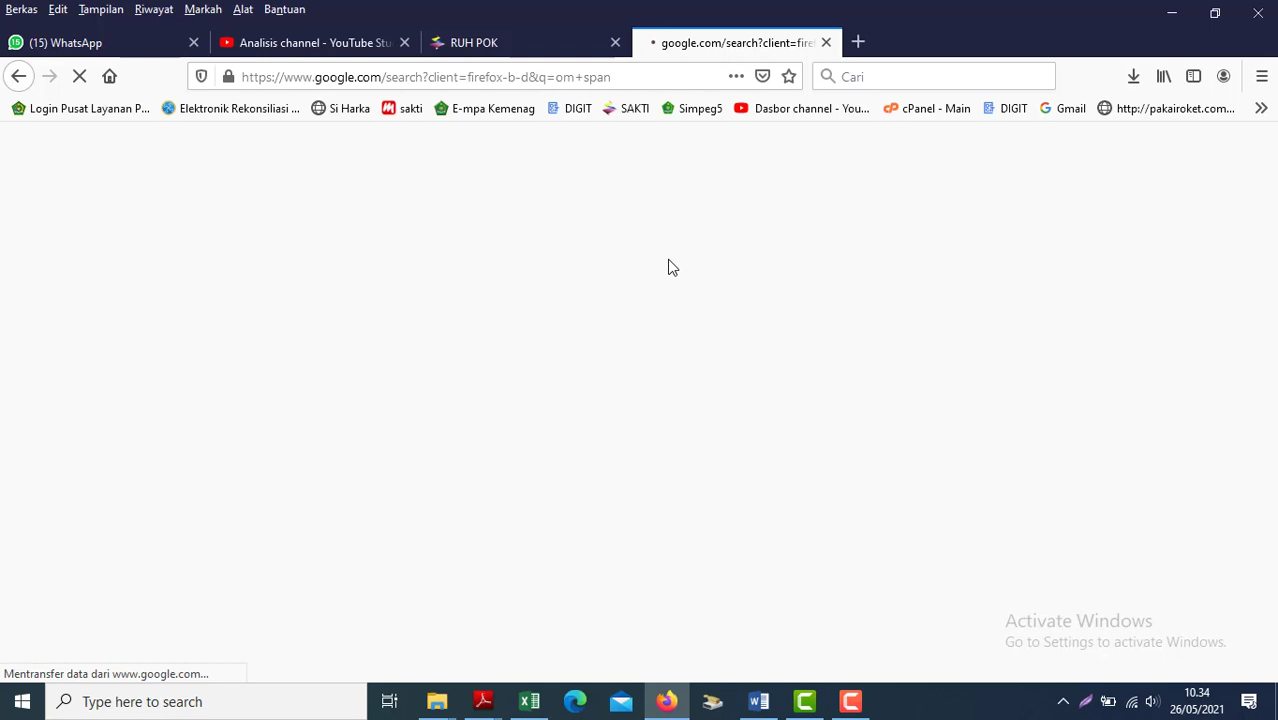 Berkas Edit Tampilan Riwayat Markah Alat Bantuan
(15) WhatsApp Analisis channel - YouTube Stu RUH POK google.com/search?client=firef
https://www.google.com/search?client=firefox-b-d&q=om+span Cari
Login Pusat Layanan P... Elektronik Rekonsiliasi ... Si Harka sakti E-mpa Kemenag DIGIT SAKTI Simpeg5 Dasbor channel - You... cPanel - Main DIGIT Gmail http://pakairoket.com...
Activate Windows
Go to Settings to activate Windows.
Mentransfer data dari www.google.com...
Type here to search
10.34
26/05/2021